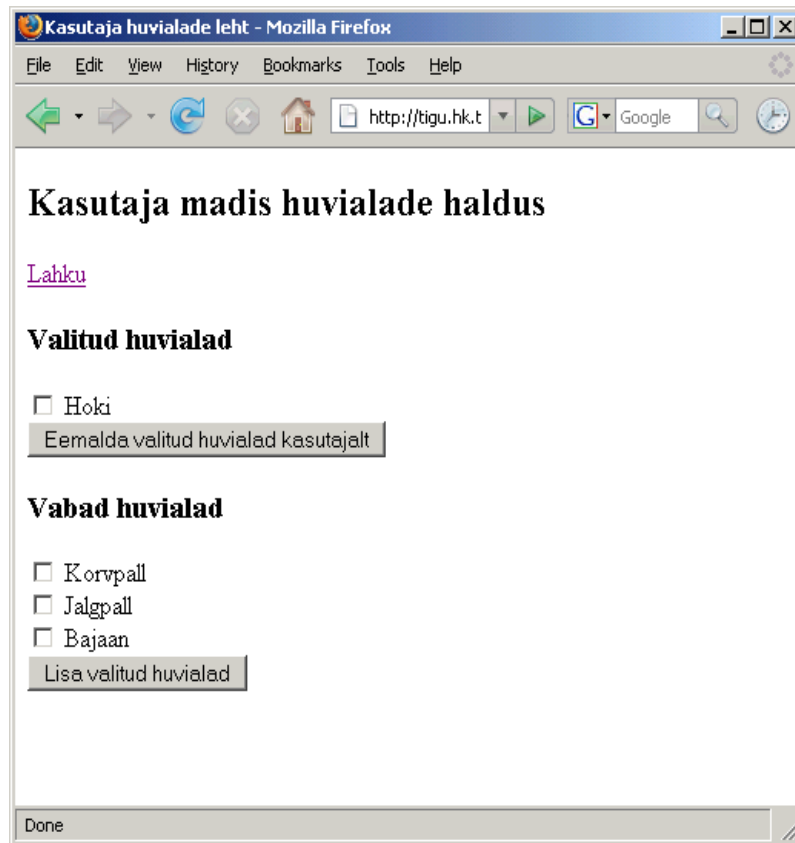 Kasutaja huvialade leht - Mozilla Firefox
File Edit View History Bookmarks Tools Help
http://tigu.hk.t G Google
Kasutaja madis huvialade haldus
Lahku
Valitud huvialad
Hoki
Eemalda valitud huvialad kasutajalt
Vabad huvialad
Korvpall
Jalgpall
Bajaan
Lisa valitud huvialad
Done